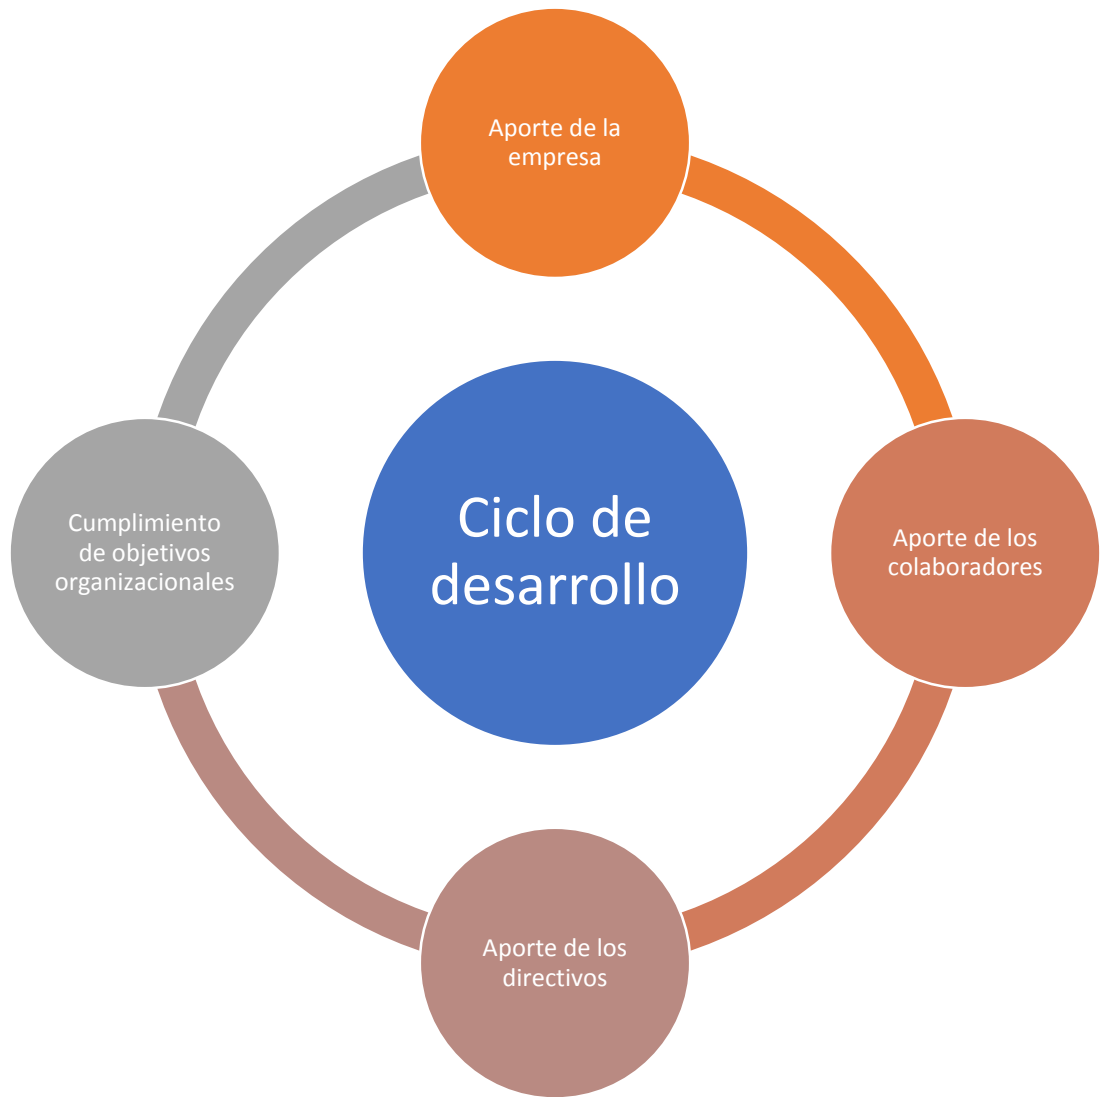 Aporte de la
empresa
Ciclo de
desarrollo
Aporte de los
colaboradores
Aporte de los
directivos
Cumplimiento
de objetivos
organizacionales